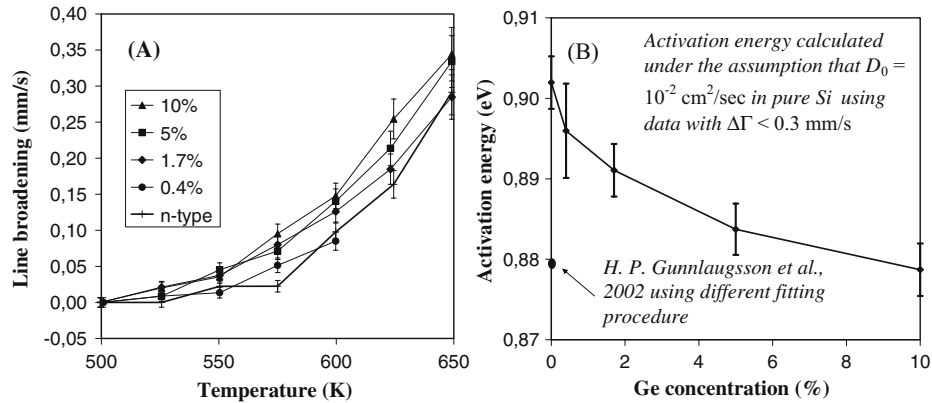 (A)
0,40
0,35
0,30
0,25
0,20
0,15
0,10
0,05
0,00
-0,05
Line broadening (mm/s)
10%
5%
1.7%
0.4%
n-type
500
550
600
650
Temperature (K)
(B)
0,91
0,90
0,89
0,88
0,87
Activation energy (eV)
Activation energy calculated
under the assumption that D₀ =
10⁻² cm²/sec in pure Si using
data with ΔΓ < 0.3 mm/s
H. P. Gunnlaugsson et al.,
2002 using different fitting
procedure
0
2
4
6
8
10
Ge concentration (%)